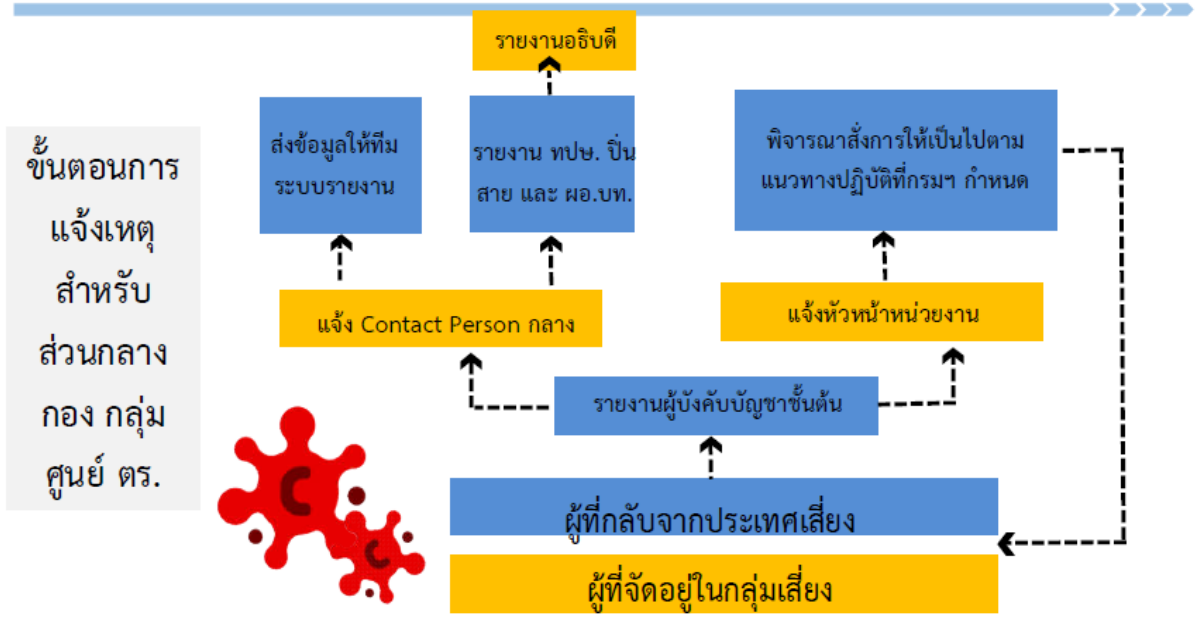 รายงานอธิบดี
ส่งข้อมูลให้ทีม
ระบบรายงาน
รายงาน ทปษ. ปิ่น
สาย และ ผอ.บท.
พิจารณาสั่งการให้เป็นไปตาม
แนวทางปฏิบัติที่กรมฯ กำหนด
ขั้นตอนการ
แจ้งเหตุ
สำหรับ
ส่วนกลาง
กอง กลุ่ม
ศูนย์ ตร.
แจ้ง Contact Person กลาง
แจ้งหัวหน้าหน่วยงาน
รายงานผู้บังคับบัญชาชั้นต้น
ผู้ที่กลับจากประเทศเสี่ยง
ผู้ที่จัดอยู่ในกลุ่มเสี่ยง